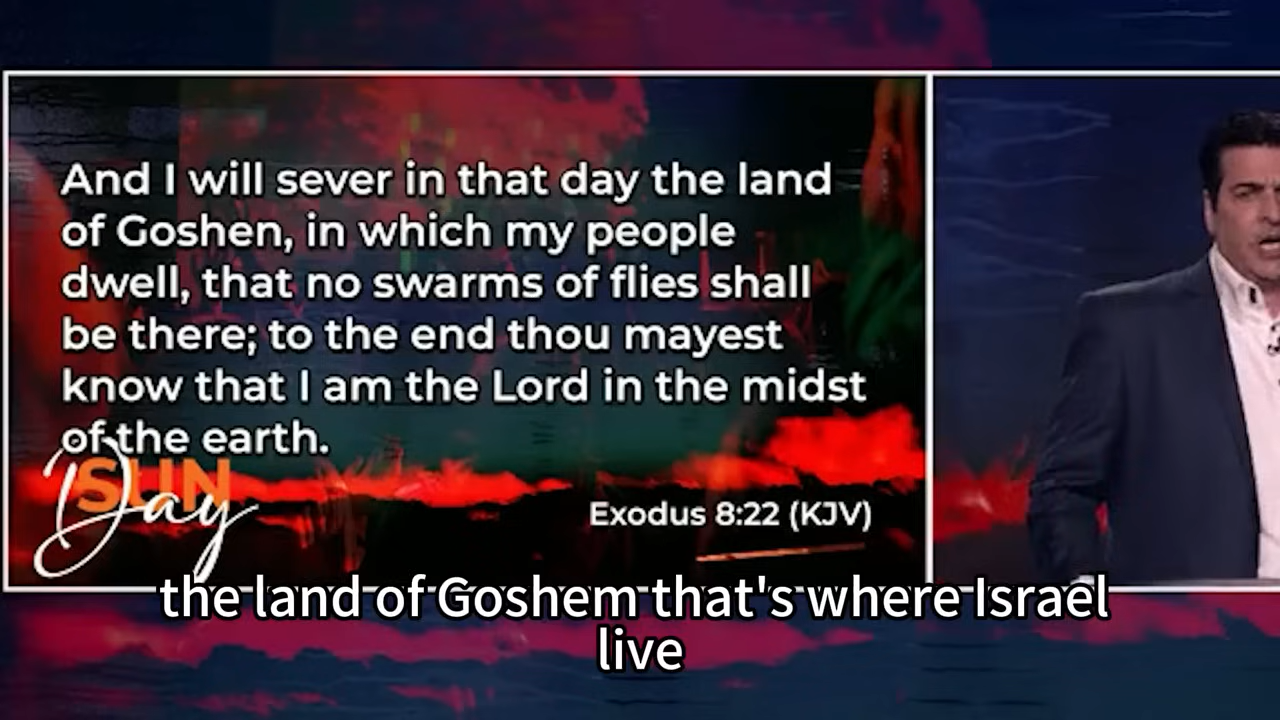 And I will sever in that day the land
of Goshen, in which my people
dwell, that no swarms of flies shall
be there; to the end thou mayest
know that I am the Lord in the midst
of the earth.
SUN
Day
Exodus 8:22 (KJV)
the land of Goshem that's where Israel
live